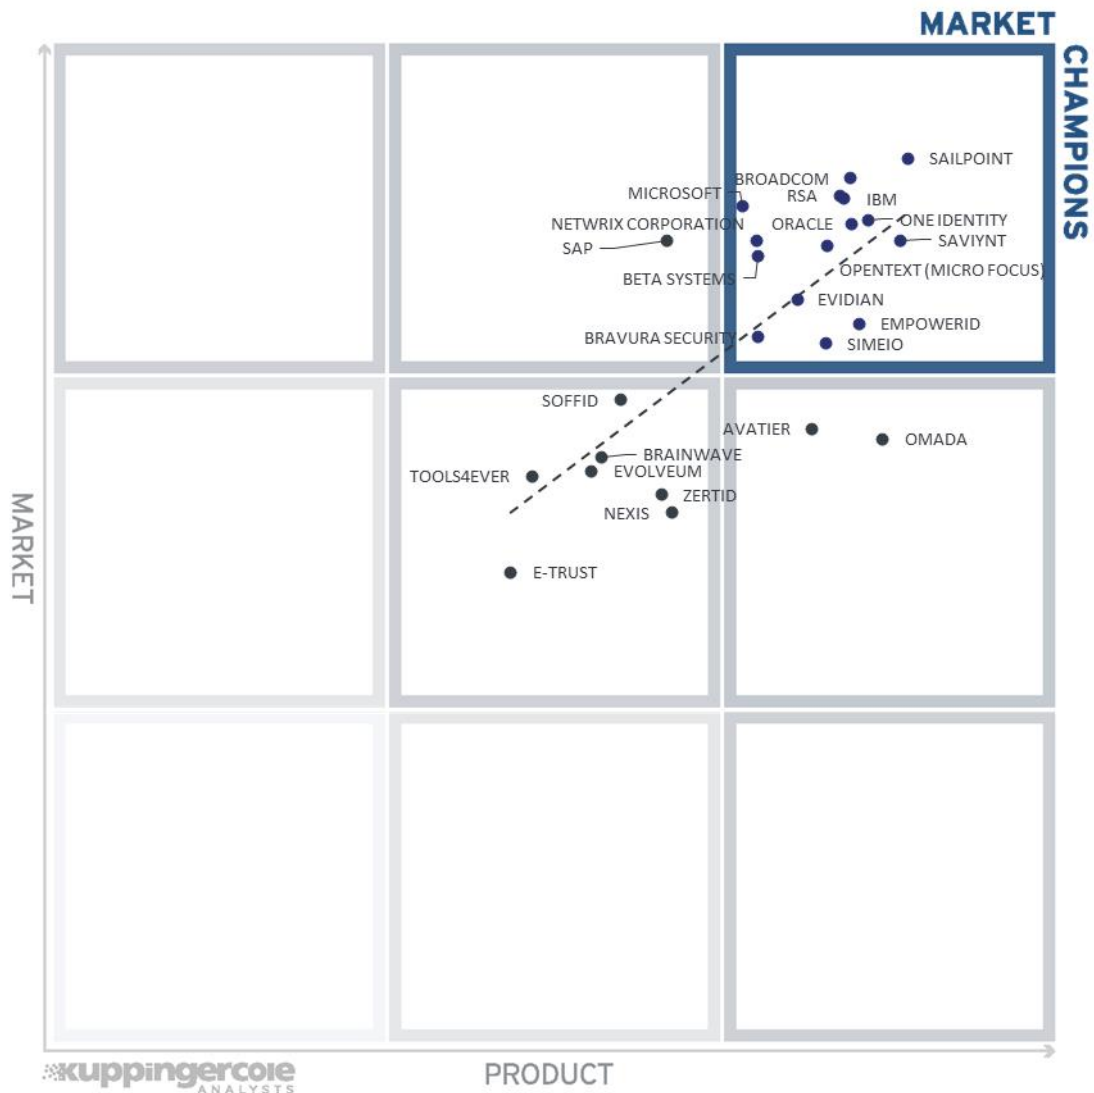 MARKET
CHAMPIONS
SAILPOINT
BROADCOM
MICROSOFT
RSA
IBM
NETWRIX CORPORATION
ORACLE
ONE IDENTITY
SAP
SAVIYNT
BETA SYSTEMS
OPENTEXT (MICRO FOCUS)
EVIDIAN
EMPOWERID
BRAVURA SECURITY
SIMEIO
SOFFID
AVATIER
OMADA
BRAINWAVE
TOOLS4EVER
EVOLVEUM
ZERTID
NEXIS
E-TRUST
MARKET
PRODUCT
kuppingercole
ANALYSTS